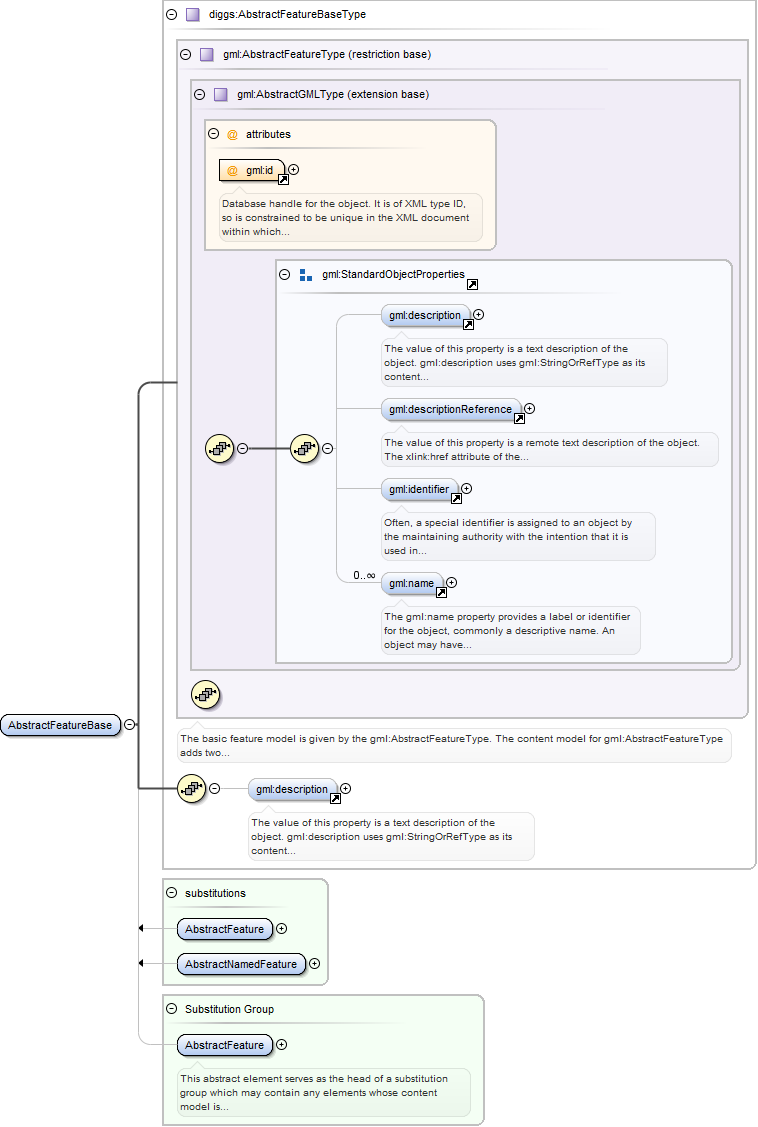 diggs:AbstractFeatureBaseType
gml:AbstractFeatureType (restriction base)
gml:AbstractGMLType (extension base)
@ attributes
@ gml:id
Database handle for the object. It is of XML type ID,
so is constrained to be unique in the XML document
within which...
gml:StandardObjectProperties
gml:description
The value of this property is a text description of the
object. gml:description uses gml:StringOrRefType as its
content...
gml:descriptionReference
The value of this property is a remote text description of the object.
The xlink:href attribute of the...
gml:identifier
Often, a special identifier is assigned to an object by
the maintaining authority with the intention that it is
used in...
0..∞
gml:name
The gml:name property provides a label or identifier
for the object, commonly a descriptive name. An
object may have...
AbstractFeatureBase
The basic feature model is given by the gml:AbstractFeatureType. The content model for gml:AbstractFeatureType
adds two...
gml:description
The value of this property is a text description of the
object. gml:description uses gml:StringOrRefType as its
content...
substitutions
AbstractFeature
AbstractNamedFeature
Substitution Group
AbstractFeature
This abstract element serves as the head of a substitution
group which may contain any elements whose content
model is...